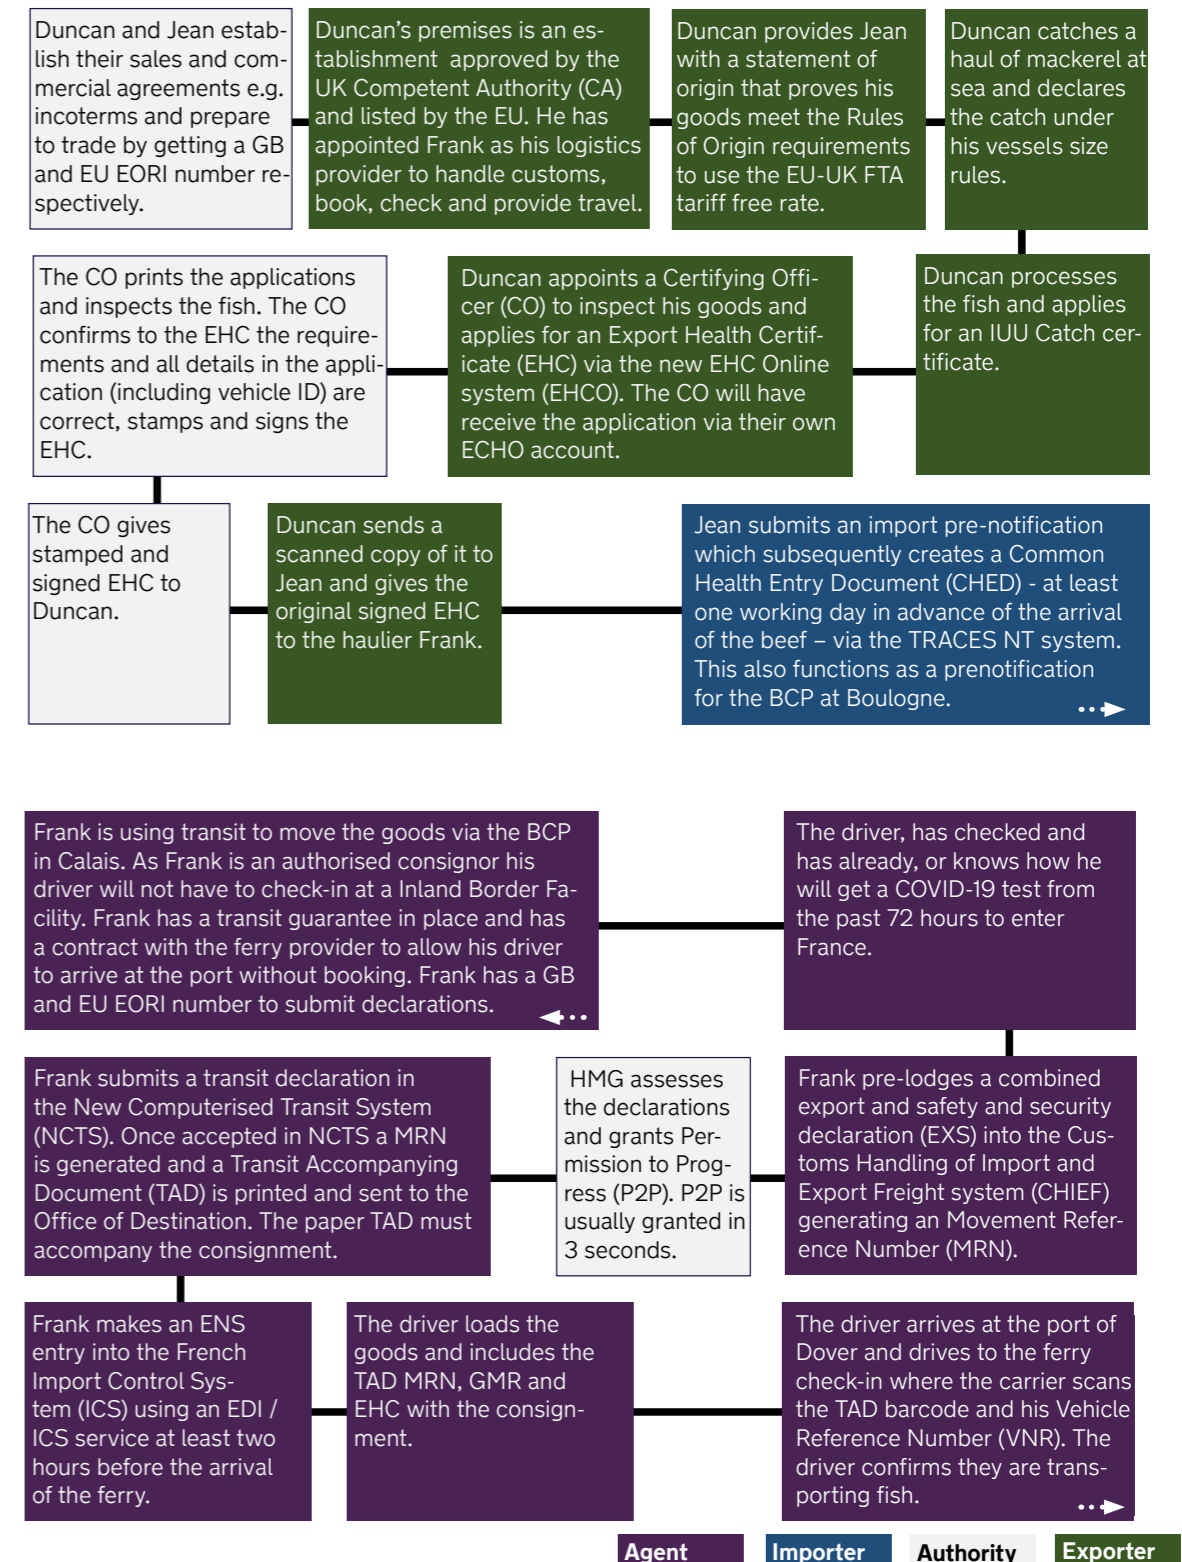 Duncan and Jean estab-
lish their sales and com-
mercial agreements e.g.
incoterms and prepare
to trade by getting a GB
and EU EORI number re-
spectively.
Duncan's premises is an es-
tablishment approved by the
UK Competent Authority (CA)
and listed by the EU. He has
appointed Frank as his logistics
provider to handle customs,
book, check and provide travel.
Duncan provides Jean
with a statement of
origin that proves his
goods meet the Rules
of Origin requirements
to use the EU-UK FTA
tariff free rate.
Duncan catches a
haul of mackerel at
sea and declares
the catch under
his vessels size
rules.
Duncan processes
the fish and applies
for an IUU Catch cer-
tificate.
Duncan appoints a Certifying Offi-
cer (CO) to inspect his goods and
applies for an Export Health Certif-
icate (EHC) via the new EHC Online
system (EHCO). The CO will have
receive the application via their own
ECHO account.
The CO prints the applications
and inspects the fish. The CO
confirms to the EHC the require-
ments and all details in the appli-
cation (including vehicle ID) are
correct, stamps and signs the
EHC.
The CO gives
stamped and
signed EHC to
Duncan.
Duncan sends a
scanned copy of it to
Jean and gives the
original signed EHC
to the haulier Frank.
Jean submits an import pre-notification
which subsequently creates a Common
Health Entry Document (CHED) - at least
one working day in advance of the arrival
of the beef – via the TRACES NT system.
This also functions as a prenotification
for the BCP at Boulogne.
Frank is using transit to move the goods via the BCP
in Calais. As Frank is an authorised consignor his
driver will not have to check-in at a Inland Border Fa-
cility. Frank has a transit guarantee in place and has
a contract with the ferry provider to allow his driver
to arrive at the port without booking. Frank has a GB
and EU EORI number to submit declarations.
The driver, has checked and
has already, or knows how he
will get a COVID-19 test from
the past 72 hours to enter
France.
Frank pre-lodges a combined
export and safety and security
declaration (EXS) into the Cus-
toms Handling of Import and
Export Freight system (CHIEF)
generating an Movement Refer-
ence Number (MRN).
HMG assesses
the declarations
and grants Per-
mission to Prog-
ress (P2P). P2P is
usually granted in
3 seconds.
Frank submits a transit declaration in
the New Computerised Transit System
(NCTS). Once accepted in NCTS a MRN
is generated and a Transit Accompanying
Document (TAD) is printed and sent to the
Office of Destination. The paper TAD must
accompany the consignment.
Frank makes an ENS
entry into the French
Import Control Sys-
tem (ICS) using an EDI /
ICS service at least two
hours before the arrival
of the ferry.
The driver loads the
goods and includes the
TAD MRN, GMR and
EHC with the consign-
ment.
The driver arrives at the port of
Dover and drives to the ferry
check-in where the carrier scans
the TAD barcode and his Vehicle
Reference Number (VNR). The
driver confirms they are trans-
porting fish.
Agent
Importer
Authority
Exporter